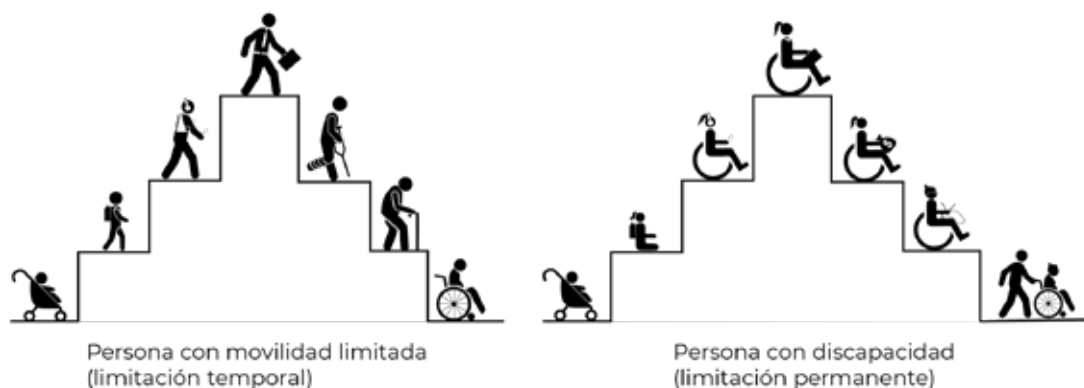 Persona con movilidad limitada
(limitación temporal)
Persona con discapacidad
(limitación permanente)